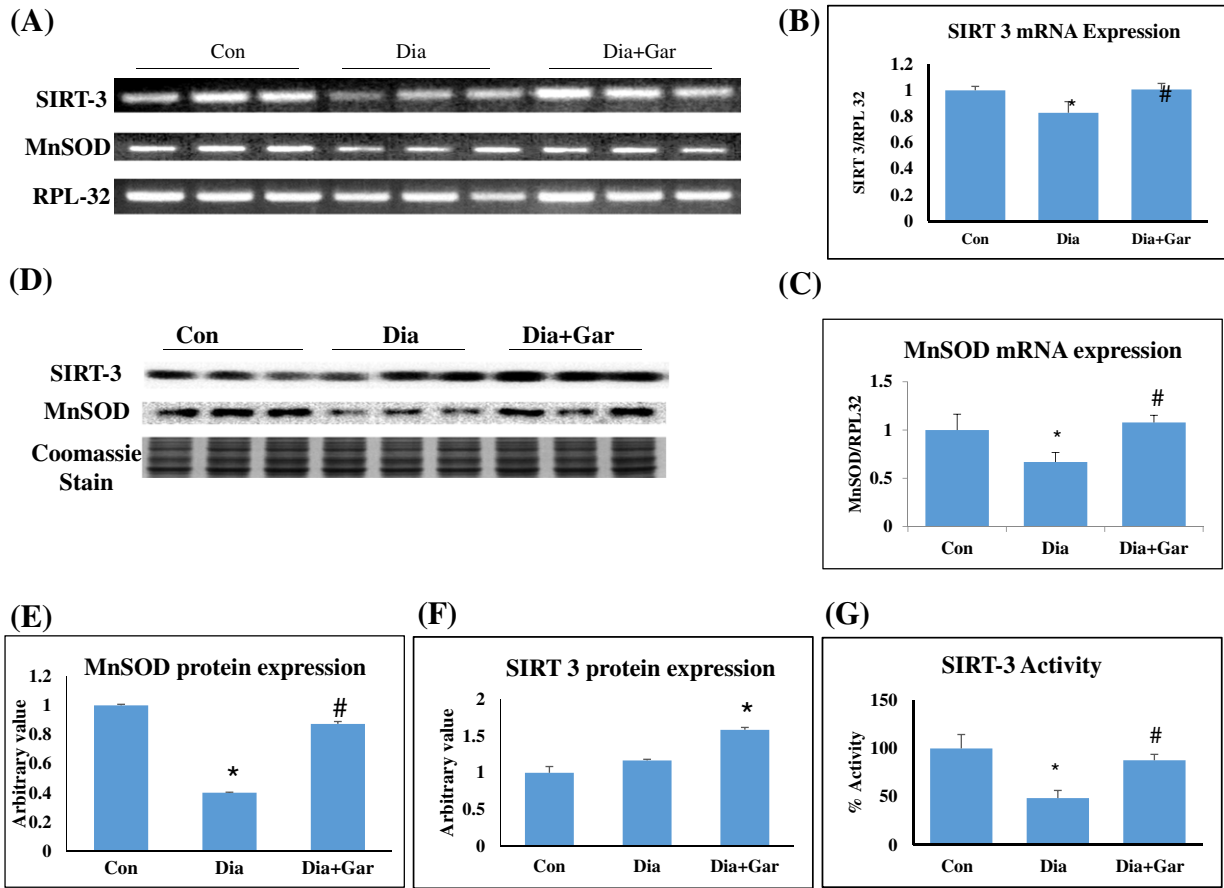 (A)
Con Dia Dia+Gar
SIRT-3
MnSOD
RPL-32
(B)
SIRT 3 mRNA Expression
SIRT 3/RPL 32
1.2
1
0.8
0.6
0.4
0.2
0
* #
Con Dia Dia+Gar
(D)
Con Dia Dia+Gar
SIRT-3
MnSOD
Coomassie
Stain
(C)
MnSOD mRNA expression
MnSOD/RPL32
1.5
1
0.5
0
* #
Con Dia Dia+Gar
(E)
MnSOD protein expression
Arbitrary value
1.2
1
0.8
0.6
0.4
0.2
0
* #
Con Dia Dia+Gar
(F)
SIRT 3 protein expression
Arbitrary value
2
1.5
1
0.5
0
*
Con Dia Dia+Gar
(G)
SIRT-3 Activity
% Activity
150
100
50
0
* #
Con Dia Dia+Gar